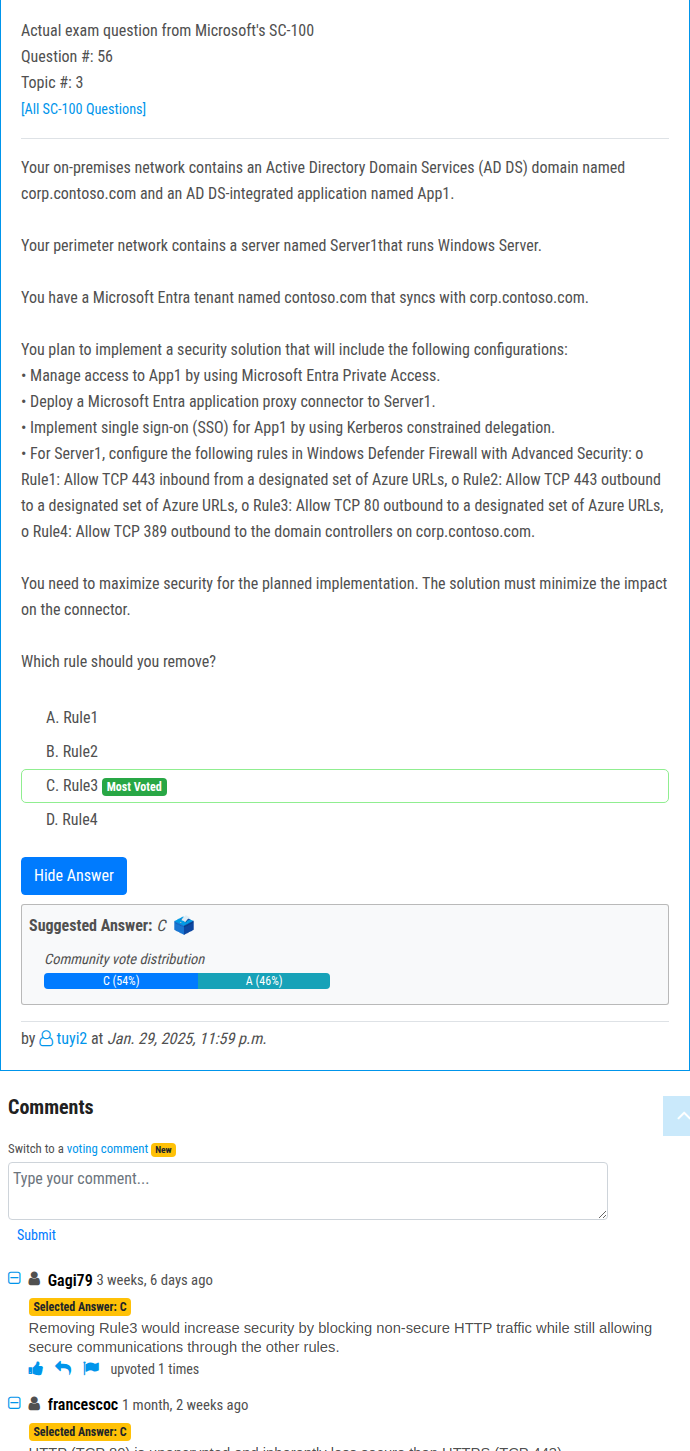 Actual exam question from Microsoft's SC-100
Question #: 56
Topic #: 3
[All SC-100 Questions]
Your on-premises network contains an Active Directory Domain Services (AD DS) domain named
corp.contoso.com and an AD DS-integrated application named App1.
Your perimeter network contains a server named Server1that runs Windows Server.
You have a Microsoft Entra tenant named contoso.com that syncs with corp.contoso.com.
You plan to implement a security solution that will include the following configurations:
• Manage access to App1 by using Microsoft Entra Private Access.
• Deploy a Microsoft Entra application proxy connector to Server1.
• Implement single sign-on (SSO) for App1 by using Kerberos constrained delegation.
• For Server1, configure the following rules in Windows Defender Firewall with Advanced Security: o
Rule1: Allow TCP 443 inbound from a designated set of Azure URLs, o Rule2: Allow TCP 443 outbound
to a designated set of Azure URLs, o Rule3: Allow TCP 80 outbound to a designated set of Azure URLs,
o Rule4: Allow TCP 389 outbound to the domain controllers on corp.contoso.com.
You need to maximize security for the planned implementation. The solution must minimize the impact
on the connector.
Which rule should you remove?
A. Rule1
B. Rule2
C. Rule3 Most Voted
D. Rule4
Hide Answer
Suggested Answer: C
Community vote distribution
C (54%) A (46%)
by tuyi2 at Jan. 29, 2025, 11:59 p.m.
Comments
Switch to a voting comment New
Type your comment...
Submit
Gagi79 3 weeks, 6 days ago
Selected Answer: C
Removing Rule3 would increase security by blocking non-secure HTTP traffic while still allowing
secure communications through the other rules.
upvoted 1 times
francescoc 1 month, 2 weeks ago
Selected Answer: C
HTTP (TCP 80) is unencrypted and inherently less secure than HTTPS (TCP 443).